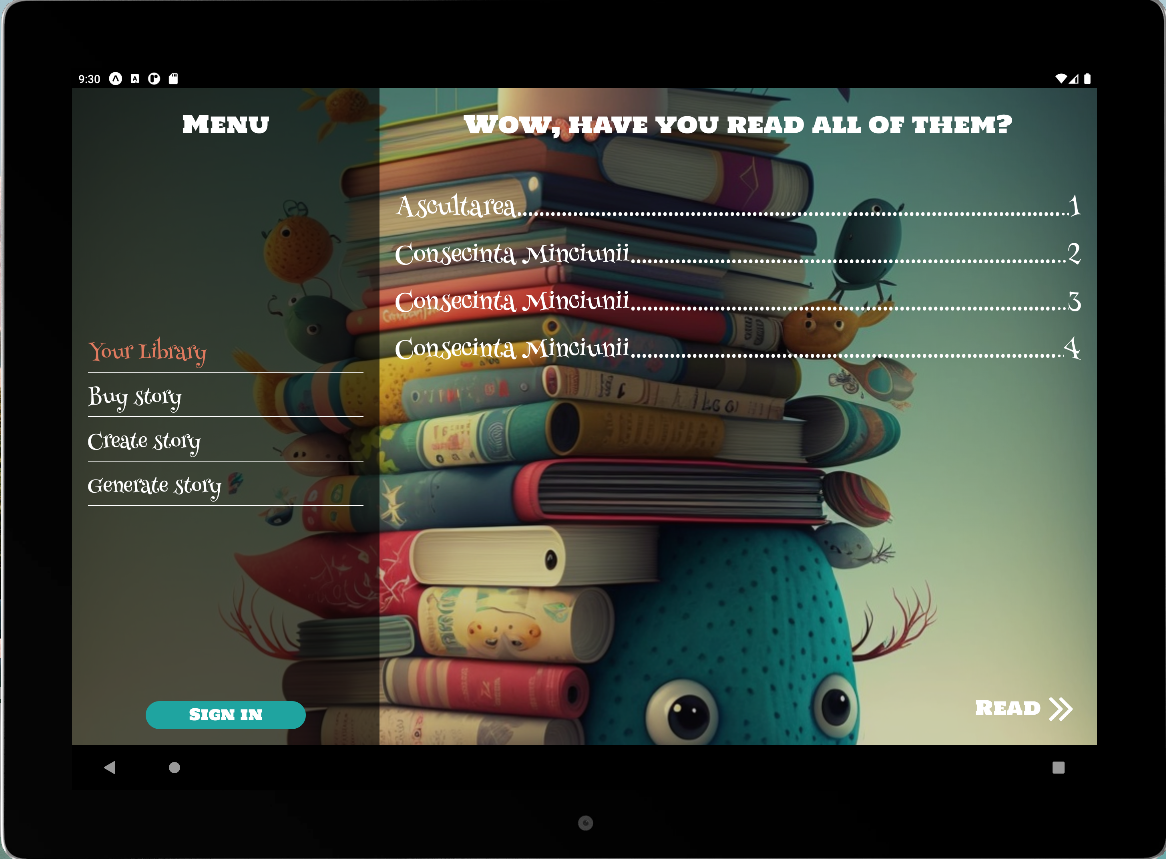 9:30
Menu
Wow, have you read all of them?
Ascultarea..........1
Consecinta Minciunii..........2
Consecinta Minciunii..........3
Consecinta Minciunii..........4
Your Library
Buy story
Create story
Generate story
Sign in
Read